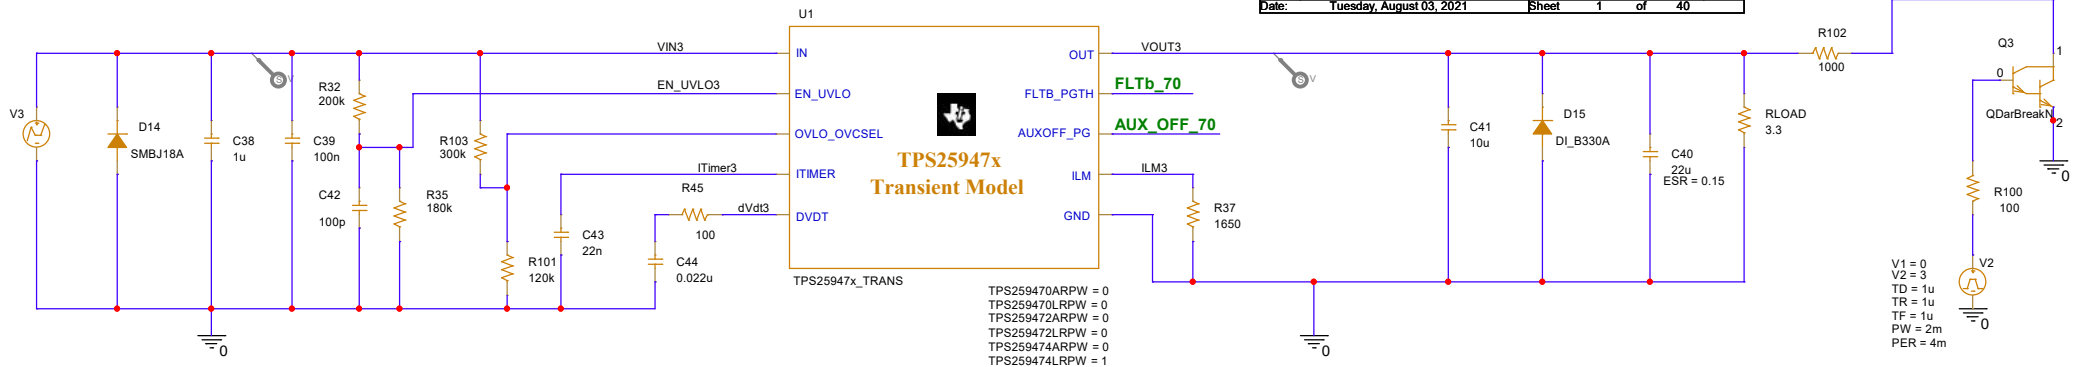 Date: Tuesday, August 03, 2021 Sheet 1 of 40
U1
VIN3
IN
OUT
VOUT3
R102
1000
Q3
1
0
QDarBreakN
2
0
V3
D14
SMBJ18A
C38
1u
S V
C39
100n
R32
200k
C42
100p
R35
180k
R103
300k
R101
120k
EN_UVLO3
EN_UVLO
OVLO_OVCSEL
ITimer3
ITIMER
R45
100
dVdt3
DVDT
C43
22n
C44
0.022u
TPS25947x
Transient Model
FLTB_PGTH
FLTb_70
AUXOFF_PG
AUX_OFF_70
ILM
ILM3
GND
R37
1650
S V
C41
10u
D15
DI_B330A
C40
22u
ESR = 0.15
RLOAD
3.3
R100
100
V2
0
V1 = 0
V2 = 3
TD = 1u
TR = 1u
TF = 1u
PW = 2m
PER = 4m
TPS25947x_TRANS
TPS259470ARPW = 0
TPS259470LRPW = 0
TPS259472ARPW = 0
TPS259472LRPW = 0
TPS259474ARPW = 0
TPS259474LRPW = 1
0
0